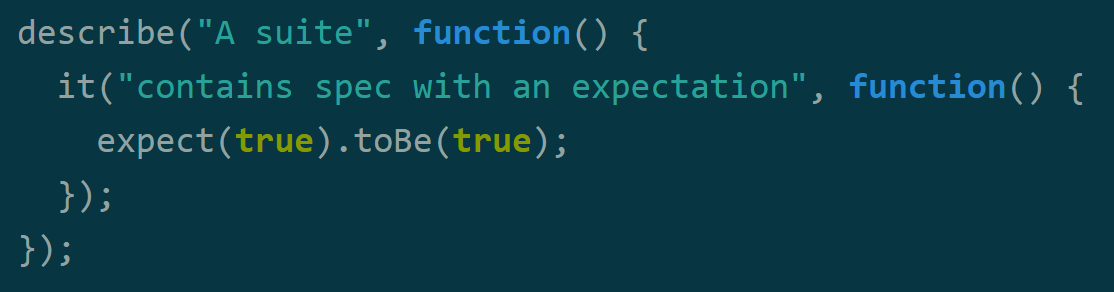 describe("A suite", function() {
  it("contains spec with an expectation", function() {
    expect(true).toBe(true);
  });
});